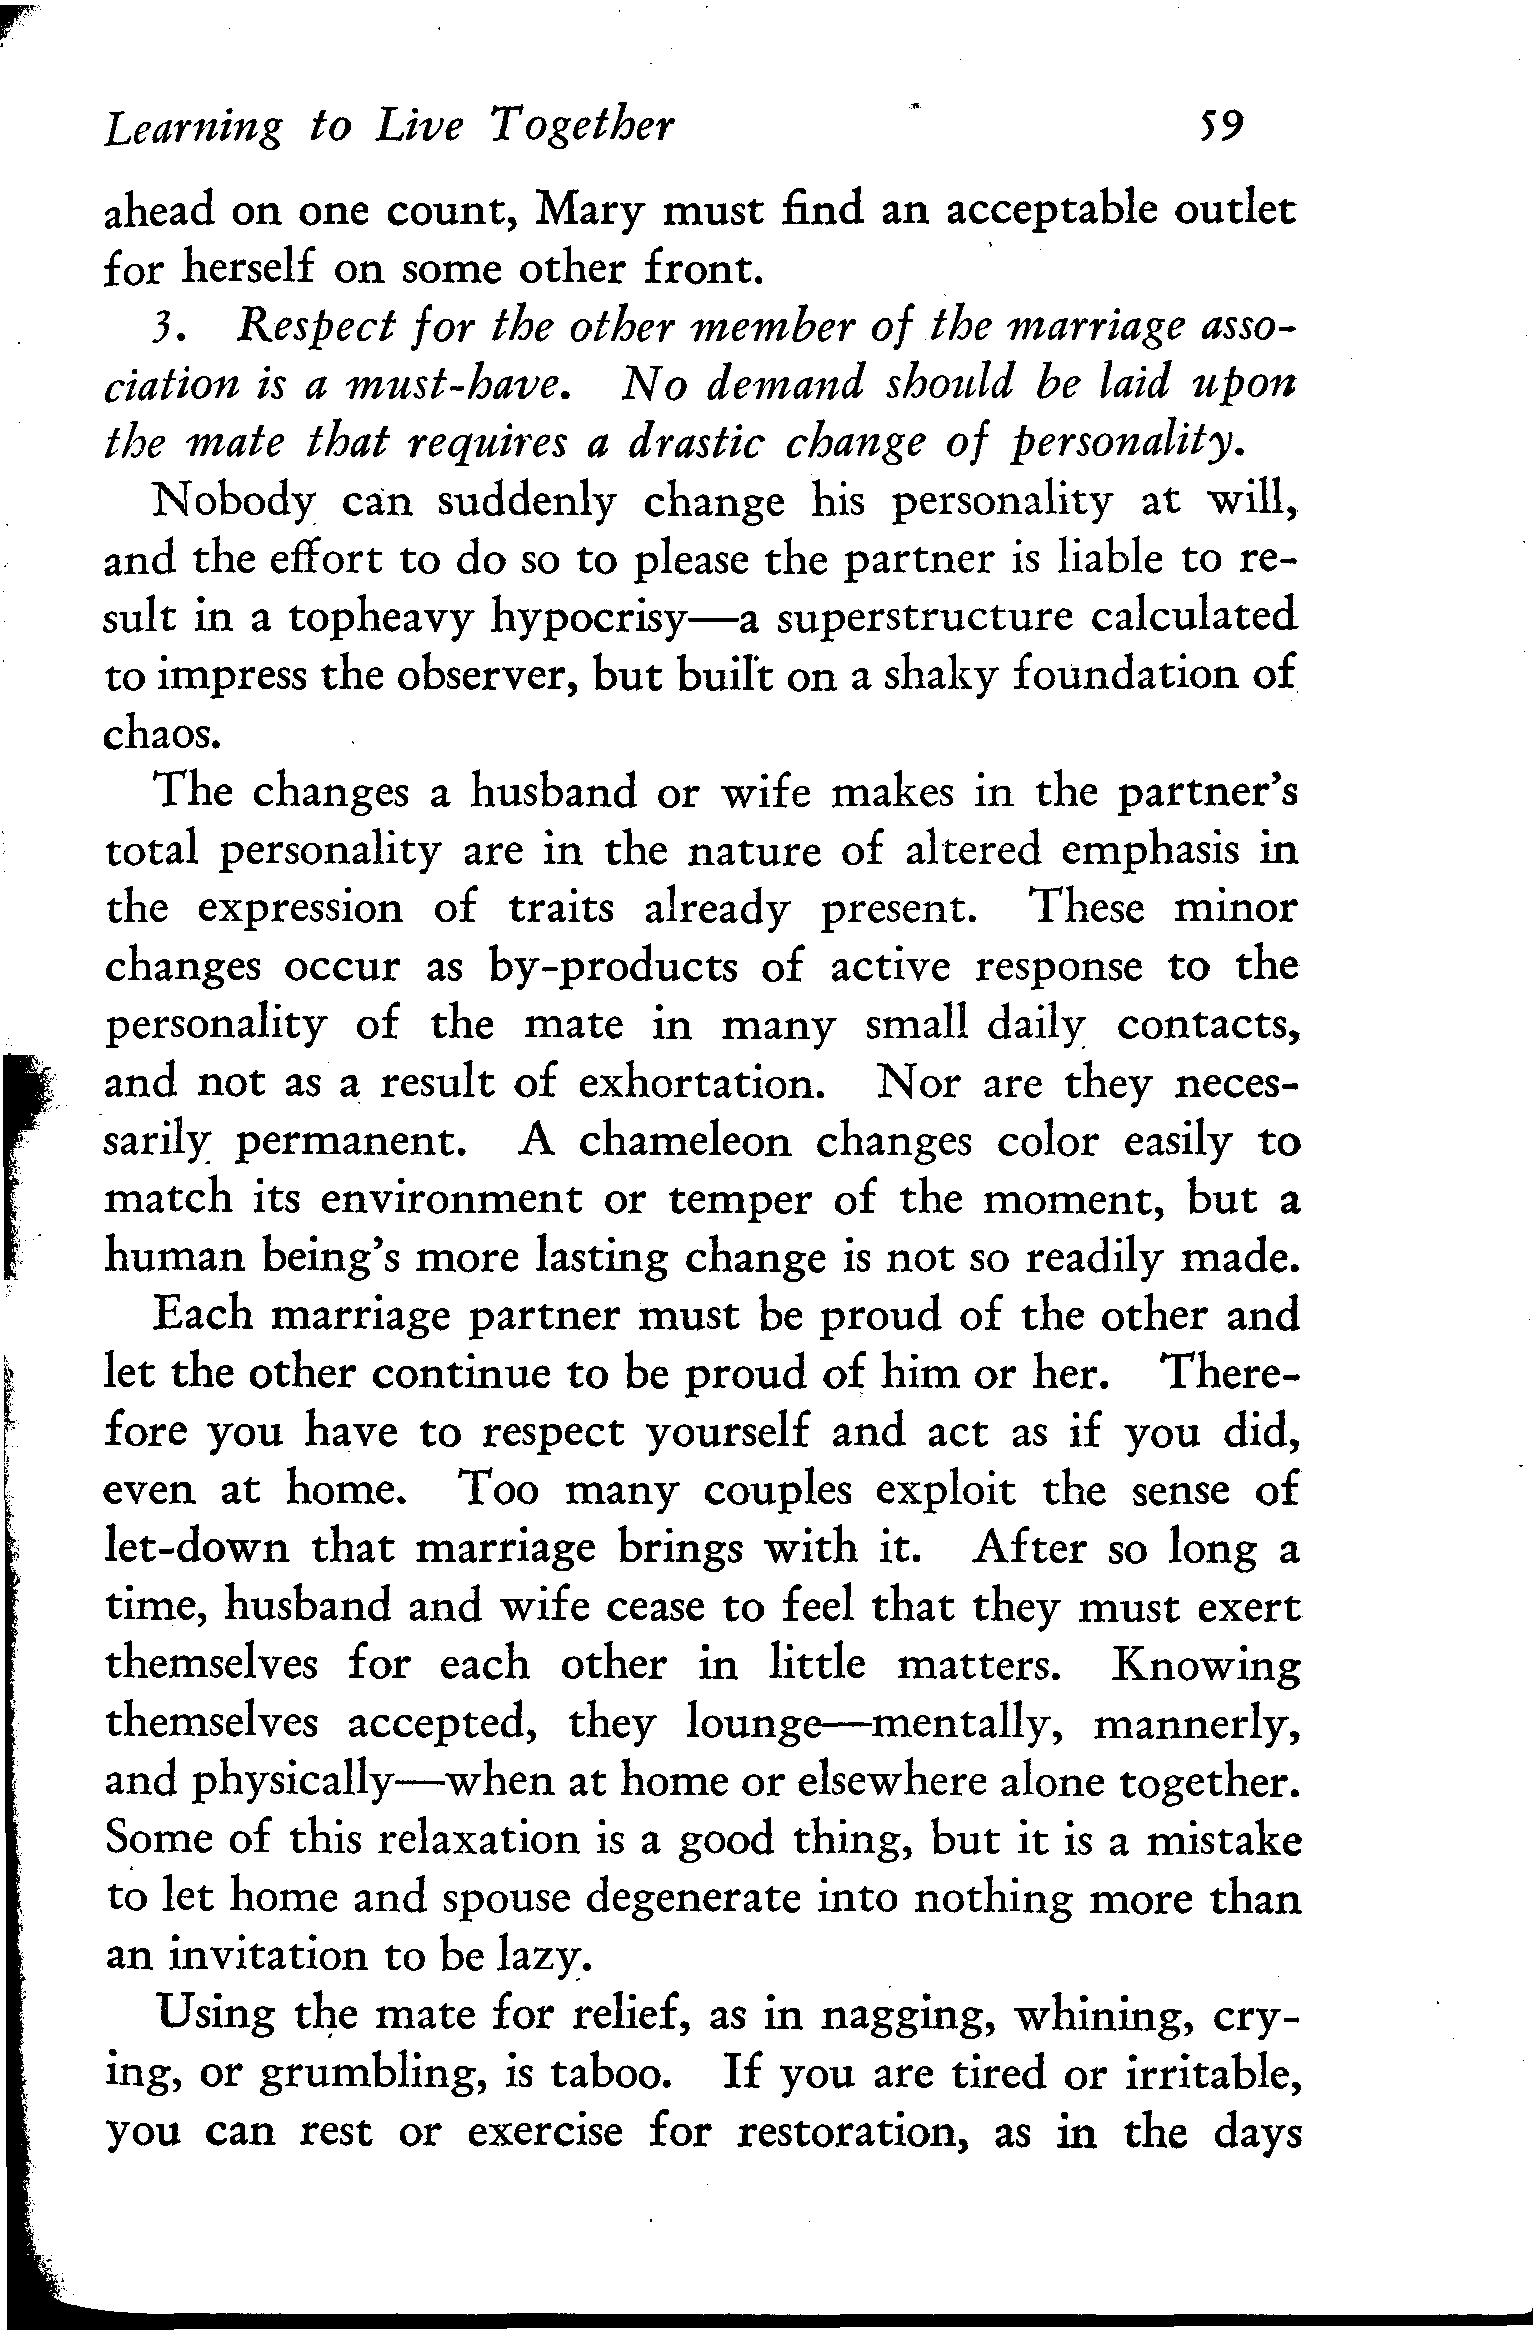 Learning to Live Together 59
ahead on one count, Mary must find an acceptable outlet
for herself on some other front.
3. Respect for the other member of the marriage asso-
ciation is a must-have. No demand should be laid upon
the mate that requires a drastic change of personality.
Nobody can suddenly change his personality at will,
and the effort to do so to please the partner is liable to re-
sult in a topheavy hypocrisy—a superstructure calculated
to impress the observer, but built on a shaky foundation of
chaos.
The changes a husband or wife makes in the partner's
total personality are in the nature of altered emphasis in
the expression of traits already present. These minor
changes occur as by-products of active response to the
personality of the mate in many small daily contacts,
and not as a result of exhortation. Nor are they neces-
sarily permanent. A chameleon changes color easily to
match its environment or temper of the moment, but a
human being's more lasting change is not so readily made.
Each marriage partner must be proud of the other and
let the other continue to be proud of him or her. There-
fore you have to respect yourself and act as if you did,
even at home. Too many couples exploit the sense of
let-down that marriage brings with it. After so long a
time, husband and wife cease to feel that they must exert
themselves for each other in little matters. Knowing
themselves accepted, they lounge—mentally, mannerly,
and physically—when at home or elsewhere alone together.
Some of this relaxation is a good thing, but it is a mistake
to let home and spouse degenerate into nothing more than
an invitation to be lazy.
Using the mate for relief, as in nagging, whining, cry-
ing, or grumbling, is taboo. If you are tired or irritable,
you can rest or exercise for restoration, as in the days